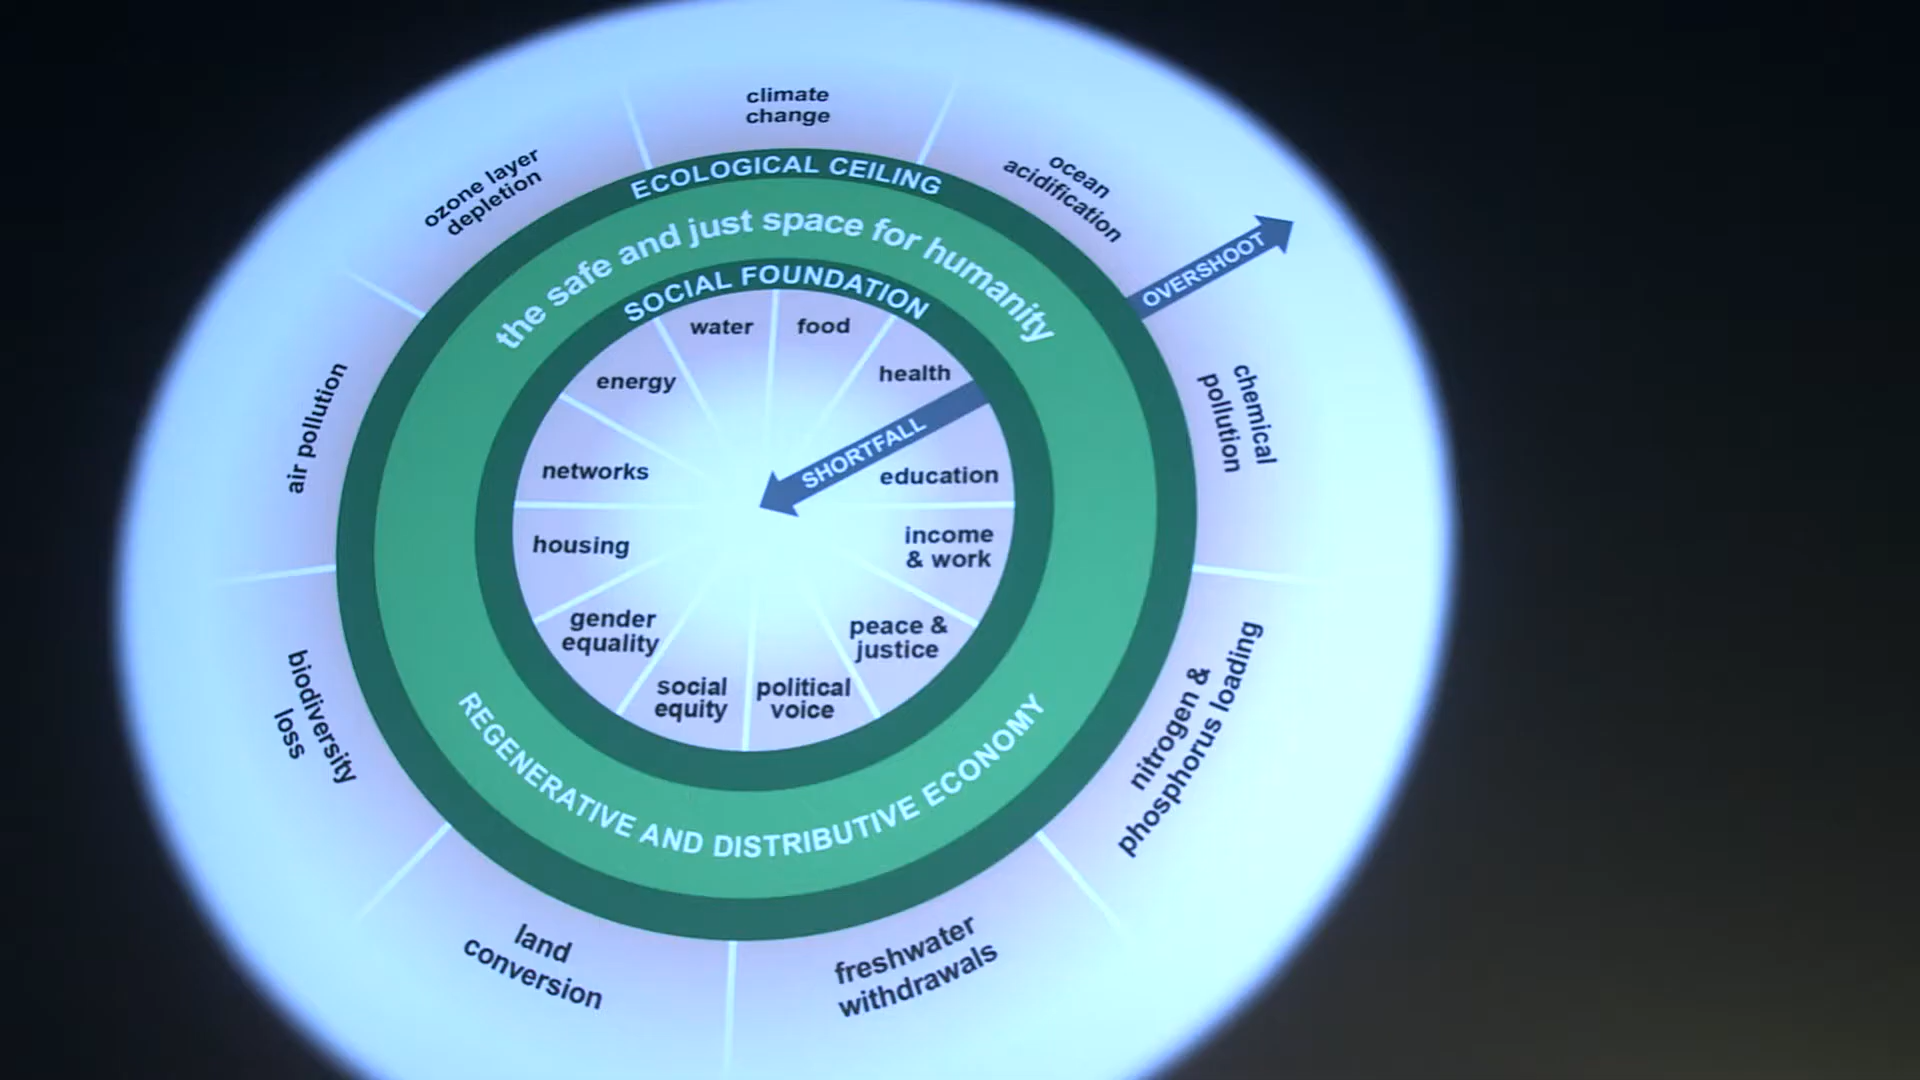 climate
change
ozone layer
depletion
ocean
acidification
ECOLOGICAL CEILING
the safe and just space for humanity
OVERSHOOT
SOCIAL FOUNDATION
water
food
energy
health
SHORTFALL
air pollution
chemical
pollution
networks
education
housing
income
& work
gender
equality
peace &
justice
social
equity
political
voice
biodiversity
loss
nitrogen &
phosphorus loading
REGENERATIVE AND DISTRIBUTIVE ECONOMY
land
conversion
freshwater
withdrawals